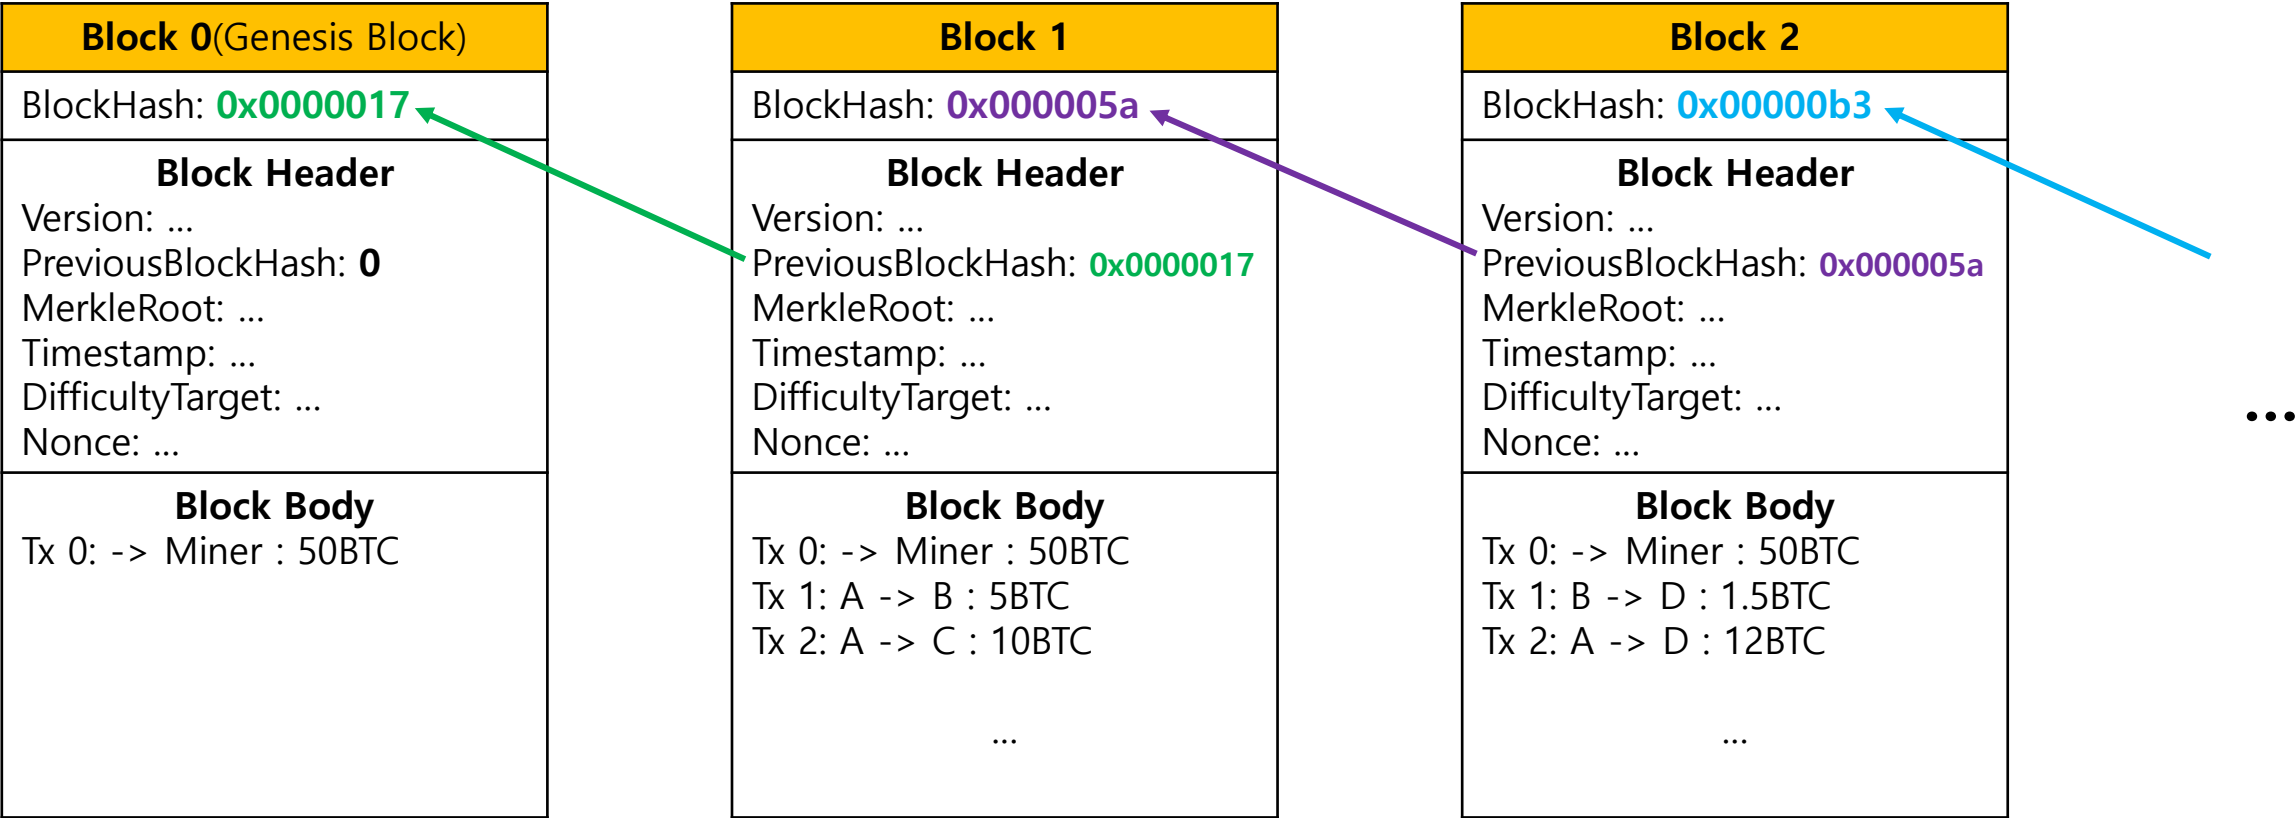 Block 0(Genesis Block)
BlockHash: 0x0000017
Block Header
Version: ...
PreviousBlockHash: 0
MerkleRoot: ...
Timestamp: ...
DifficultyTarget: ...
Nonce: ...
Block Body
Tx 0: -> Miner : 50BTC
Block 1
BlockHash: 0x000005a
Block Header
Version: ...
PreviousBlockHash: 0x0000017
MerkleRoot: ...
Timestamp: ...
DifficultyTarget: ...
Nonce: ...
Block Body
Tx 0: -> Miner : 50BTC
Tx 1: A -> B : 5BTC
Tx 2: A -> C : 10BTC
...
Block 2
BlockHash: 0x00000b3
Block Header
Version: ...
PreviousBlockHash: 0x000005a
MerkleRoot: ...
Timestamp: ...
DifficultyTarget: ...
Nonce: ...
Block Body
Tx 0: -> Miner : 50BTC
Tx 1: B -> D : 1.5BTC
Tx 2: A -> D : 12BTC
...
...